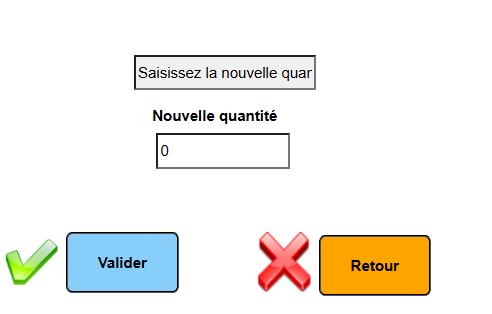 Saisissez la nouvelle quar
Nouvelle quantité
0
Valider
Retour